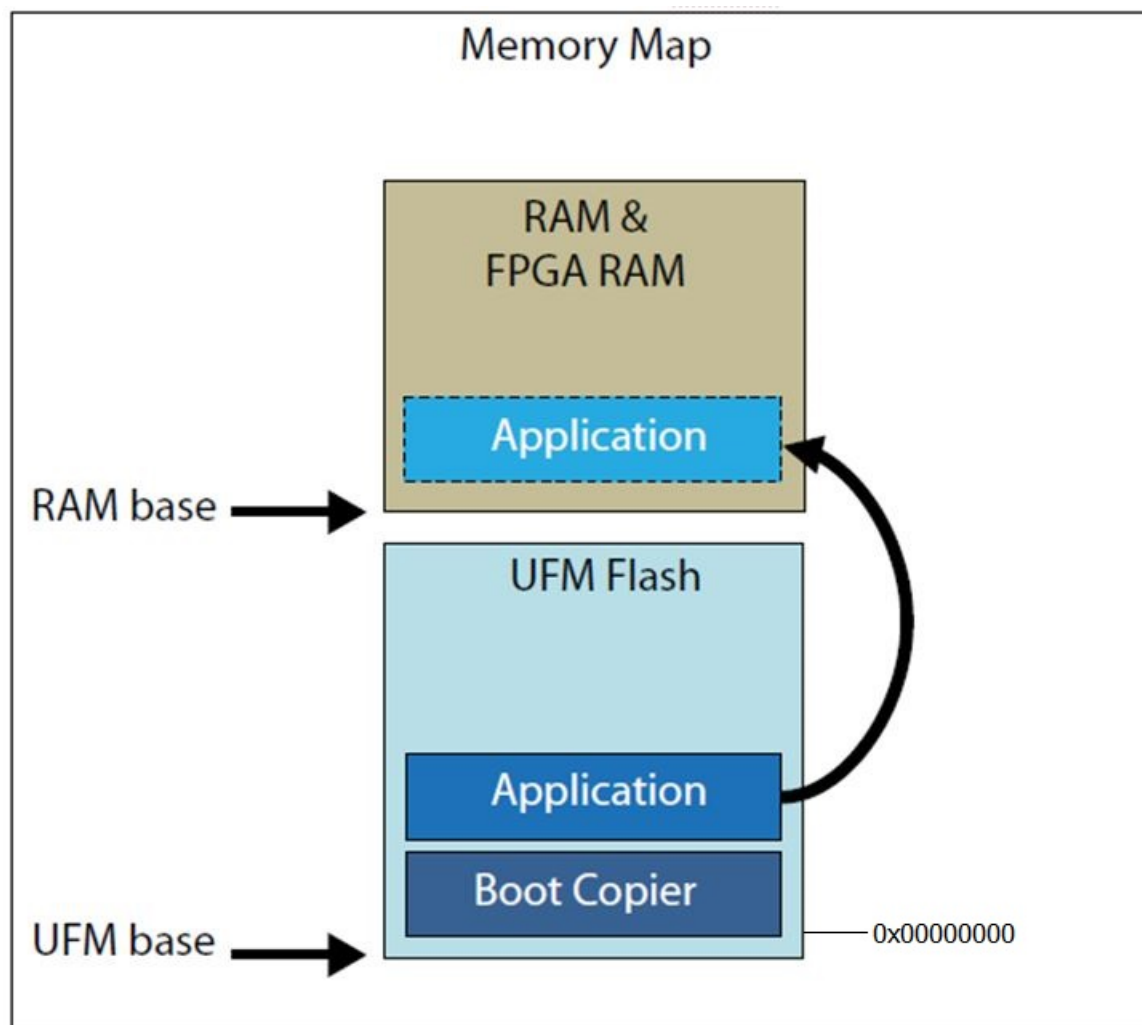 Memory Map
RAM &
FPGA RAM
Application
RAM base
UFM Flash
Application
Boot Copier
UFM base
0x00000000